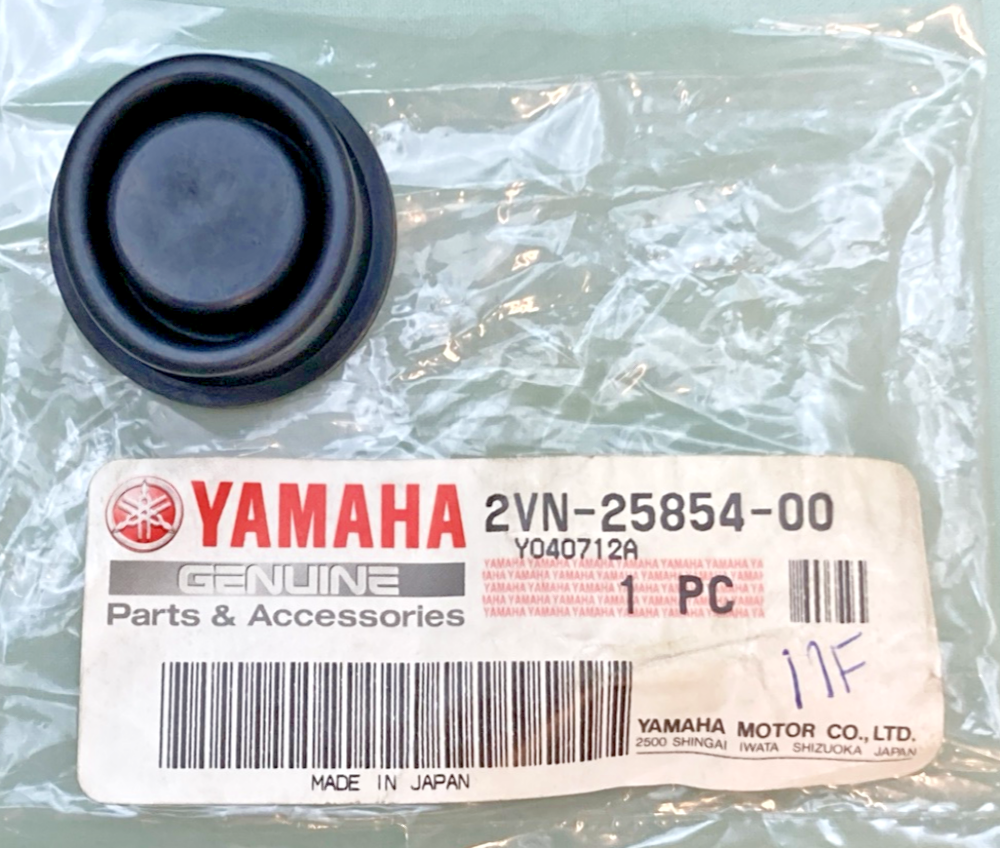 YAMAHA 2VN-25854-00
Y040712A
GENUINE
1 PC
Parts & Accessories
17F
YAMAHA MOTOR CO., LTD.
2500 SHINGAI IWATA SHIZUOKA JAPAN
MADE IN JAPAN